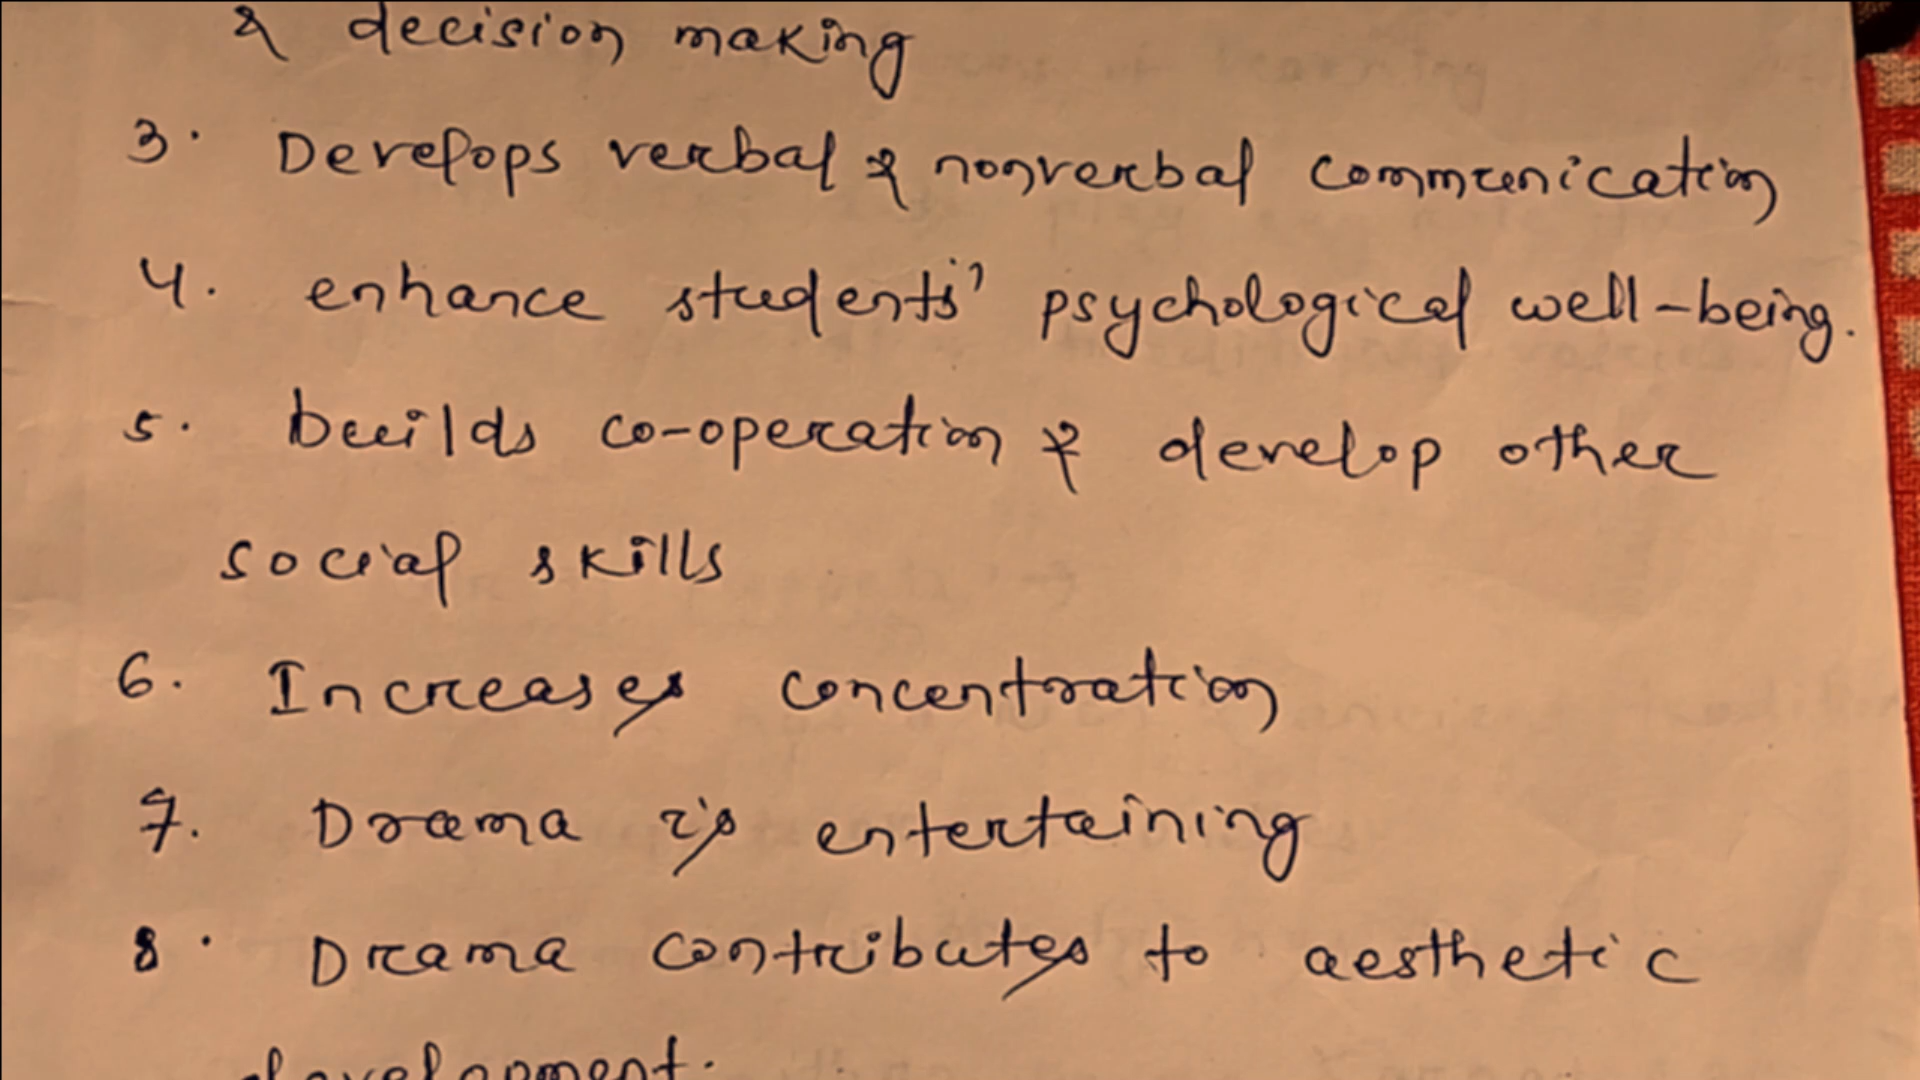 & decision making
3. Develops verbal & nonverbal communication
4. enhance students' psychological well-being.
5. builds co-operation & develop other
social skills
6. Increases concentration
7. Drama is entertaining
8. Drama contributes to aesthetic
development.